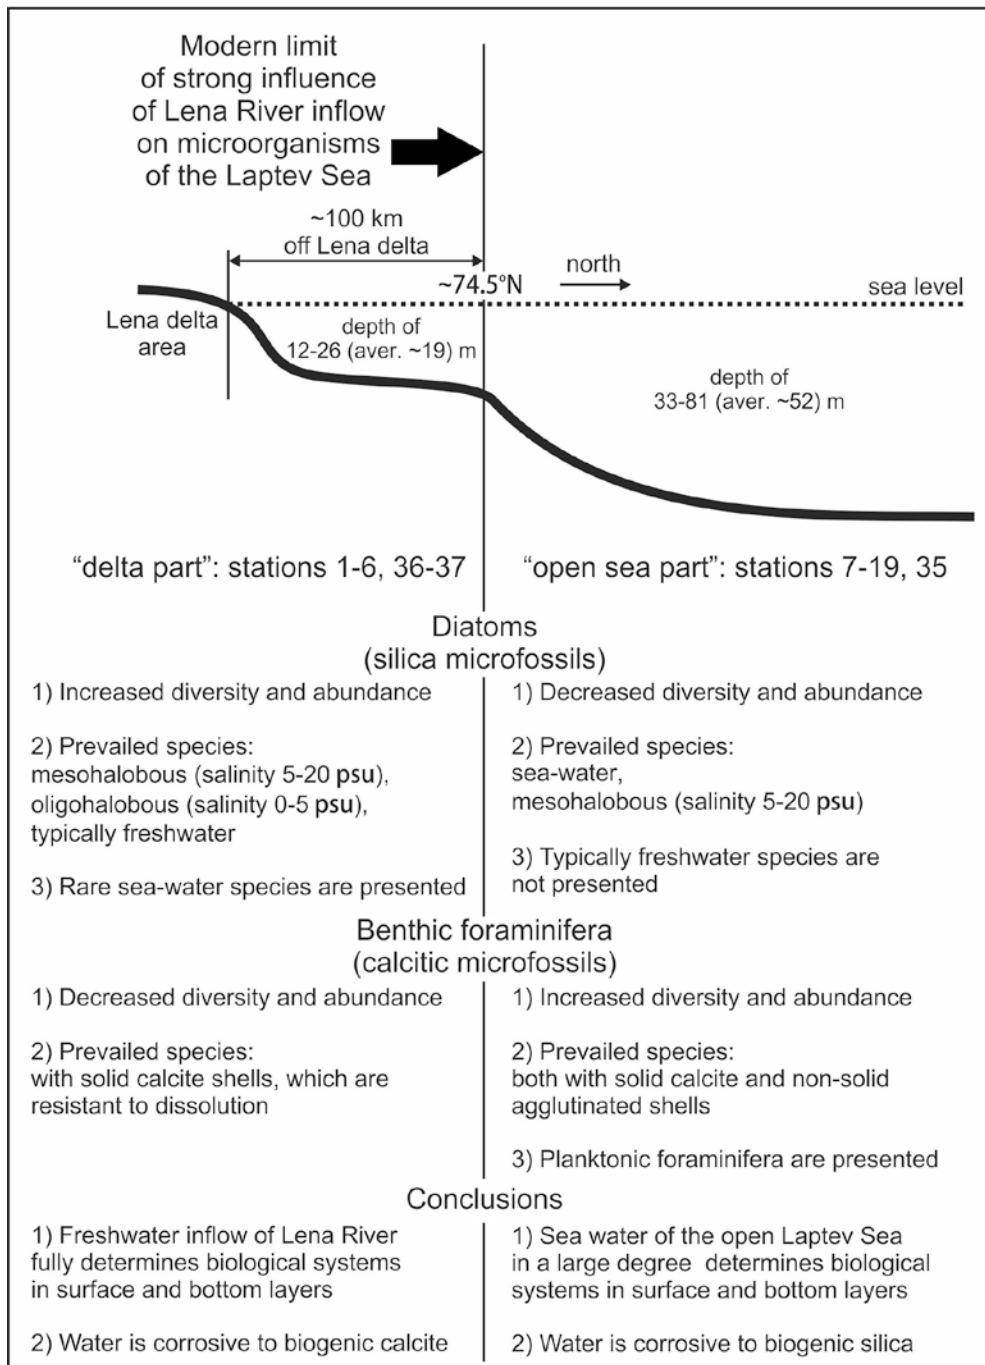 Modern limit
of strong influence
of Lena River inflow
on microorganisms
of the Laptev Sea
~100 km
off Lena delta
~74.5°N
north
sea level
Lena delta
area
depth of
12-26 (aver. ~19) m
depth of
33-81 (aver. ~52) m
“delta part”: stations 1-6, 36-37
“open sea part”: stations 7-19, 35
Diatoms
(silica microfossils)
1) Increased diversity and abundance
2) Prevailed species:
mesohalobous (salinity 5-20 psu),
oligohalobous (salinity 0-5 psu),
typically freshwater
3) Rare sea-water species are presented
1) Decreased diversity and abundance
2) Prevailed species:
sea-water,
mesohalobous (salinity 5-20 psu)
3) Typically freshwater species are
not presented
Benthic foraminifera
(calcitic microfossils)
1) Decreased diversity and abundance
2) Prevailed species:
with solid calcite shells, which are
resistant to dissolution
1) Increased diversity and abundance
2) Prevailed species:
both with solid calcite and non-solid
agglutinated shells
3) Planktonic foraminifera are presented
Conclusions
1) Freshwater inflow of Lena River
fully determines biological systems
in surface and bottom layers
2) Water is corrosive to biogenic calcite
1) Sea water of the open Laptev Sea
in a large degree determines biological
systems in surface and bottom layers
2) Water is corrosive to biogenic silica